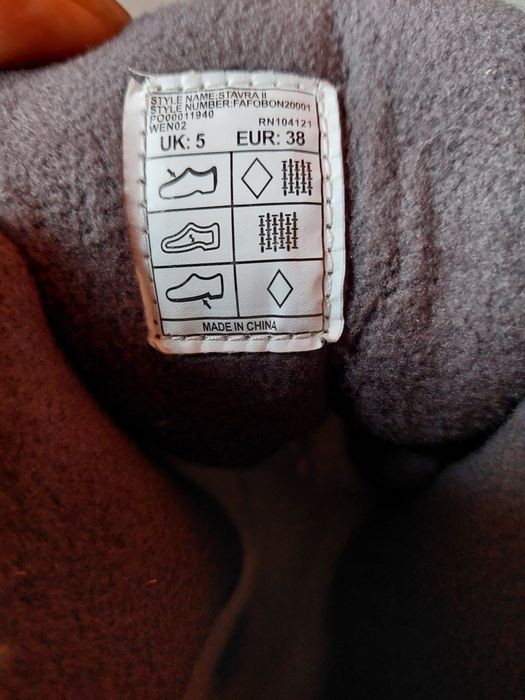 STYLE NAME:STAVRA II
STYLE NUMBER:FAFOBON20001
PO00011940
WEN02 RN104121
UK: 5 EUR: 38
MADE IN CHINA